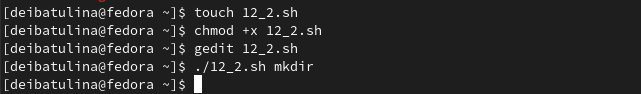 [deibatulina@fedora ~]$ touch 12_2.sh
[deibatulina@fedora ~]$ chmod +x 12_2.sh
[deibatulina@fedora ~]$ gedit 12_2.sh
[deibatulina@fedora ~]$ ./12_2.sh mkdir
[deibatulina@fedora ~]$